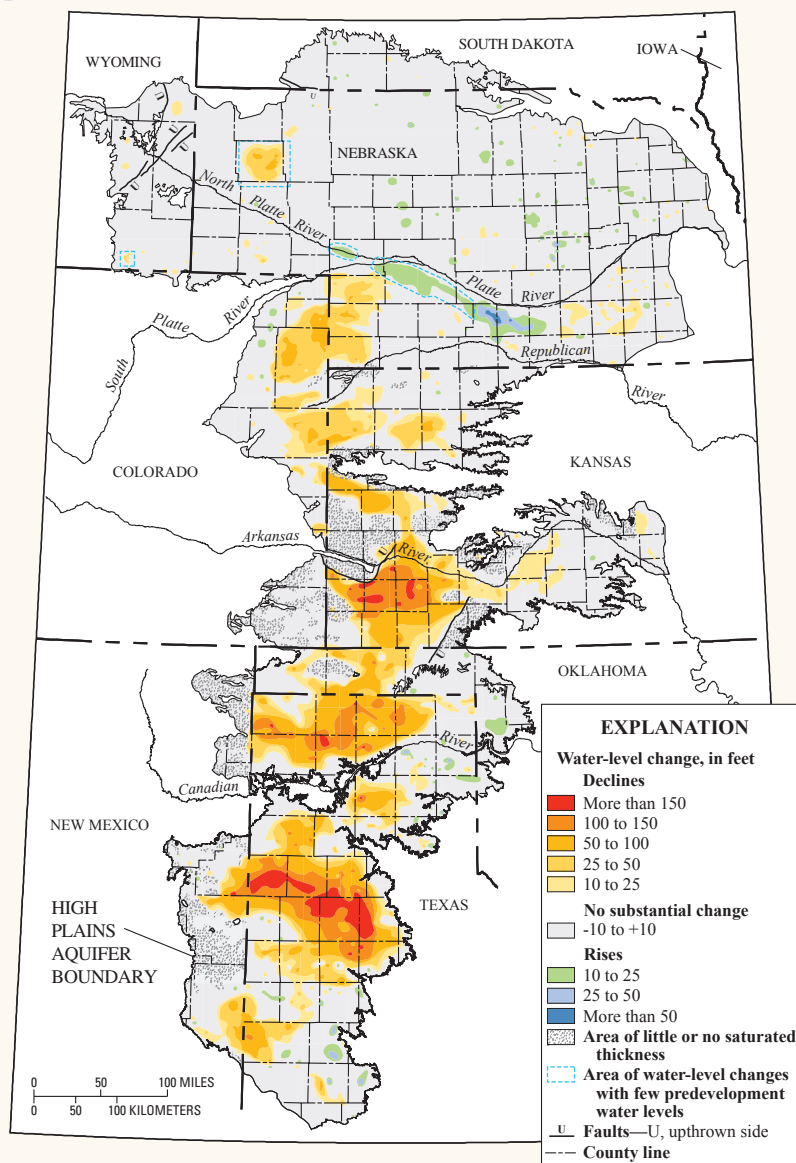 SOUTH DAKOTA
IOWA
WYOMING
U
U
U
U
NEBRASKA
North Platte River
Platte River
South Platte River
Republican River
COLORADO
KANSAS
Arkansas River
U
U
OKLAHOMA
Canadian River
NEW MEXICO
TEXAS
HIGH
PLAINS
AQUIFER
BOUNDARY
0 50 100 MILES
0 50 100 KILOMETERS
EXPLANATION
Water-level change, in feet
Declines
More than 150
100 to 150
50 to 100
25 to 50
10 to 25
No substantial change
-10 to +10
Rises
10 to 25
25 to 50
More than 50
Area of little or no saturated
thickness
Area of water-level changes
with few predevelopment
water levels
U Faults—U, upthrown side
County line